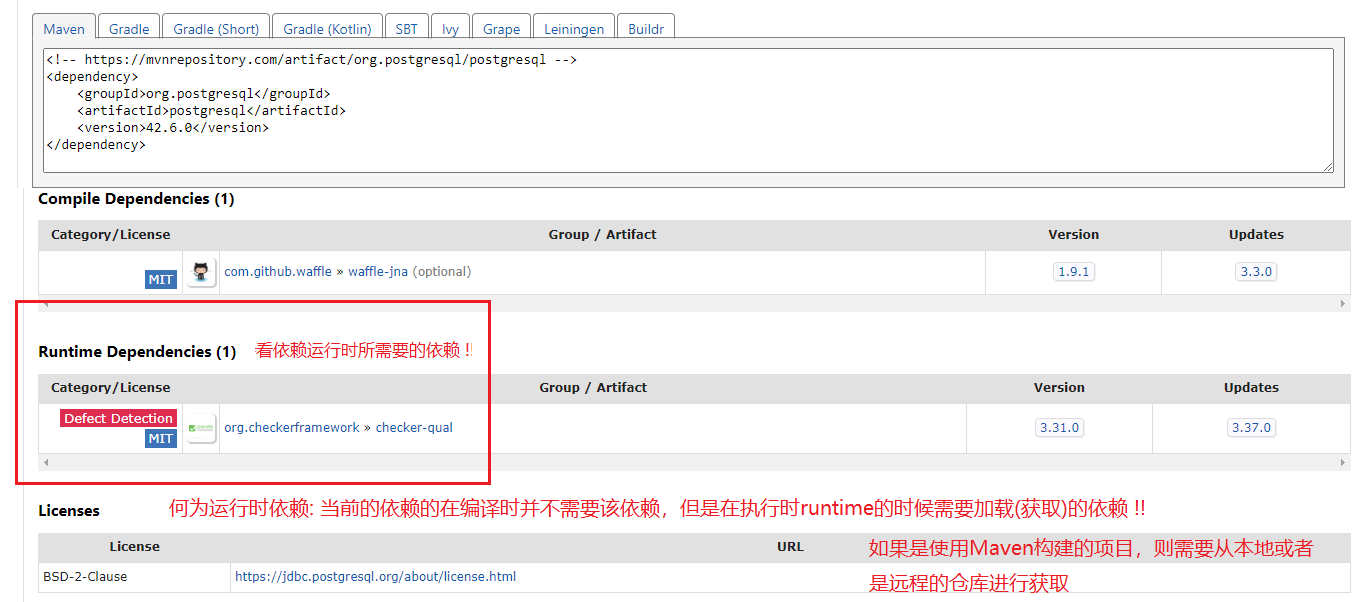 Maven Gradle Gradle (Short) Gradle (Kotlin) SBT Ivy Grape Leiningen Buildr
<!-- https://mvnrepository.com/artifact/org.postgresql/postgresql -->
<dependency>
    <groupId>org.postgresql</groupId>
    <artifactId>postgresql</artifactId>
    <version>42.6.0</version>
</dependency>
Compile Dependencies (1)
Category/License Group / Artifact Version Updates
MIT com.github.waffle » waffle-jna (optional) 1.9.1 3.3.0
Runtime Dependencies (1) 看依赖运行时所需要的依赖 !!
Category/License Group / Artifact Version Updates
Defect Detection
MIT org.checkerframework » checker-qual 3.31.0 3.37.0
Licenses 何为运行时依赖: 当前的依赖的在编译时并不需要该依赖，但是在执行时runtime的时候需要加载(获取)的依赖 !!
License URL 如果是使用Maven构建的项目，则需要从本地或者
是远程的仓库进行获取
BSD-2-Clause https://jdbc.postgresql.org/about/license.html